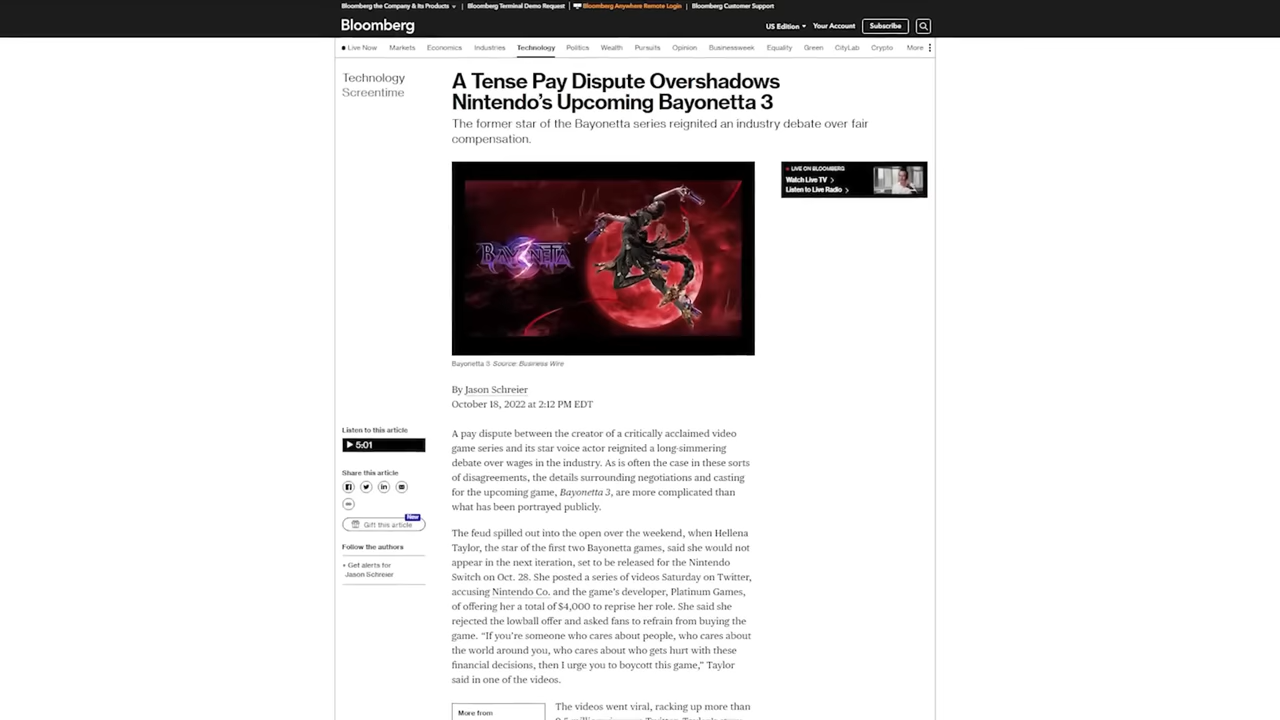 Bloomberg the Company & Its Products
Bloomberg Terminal Demo Request
Bloomberg Anywhere Remote Login
Bloomberg Customer Support
Bloomberg
US Edition
Your Account
Subscribe
Live Now
Markets
Economics
Industries
Technology
Politics
Wealth
Pursuits
Opinion
Businessweek
Equality
Green
CityLab
Crypto
More
Technology
Screentime
A Tense Pay Dispute Overshadows
Nintendo’s Upcoming Bayonetta 3
The former star of the Bayonetta series reignited an industry debate over fair
compensation.
LIVE ON BLOOMBERG
Watch Live TV
Listen to Live Radio
BAYONETTA
3
Bayonetta 3 Source: Business Wire
By Jason Schreier
October 18, 2022 at 2:12 PM EDT
Listen to this article
5:01
Share this article
New
Gift this article
Follow the authors
+ Get alerts for
Jason Schreier
A pay dispute between the creator of a critically acclaimed video
game series and its star voice actor reignited a long-simmering
debate over wages in the industry. As is often the case in these sorts
of disagreements, the details surrounding negotiations and casting
for the upcoming game, Bayonetta 3, are more complicated than
what has been portrayed publicly.
The feud spilled out into the open over the weekend, when Hellena
Taylor, the star of the first two Bayonetta games, said she would not
appear in the next iteration, set to be released for the Nintendo
Switch on Oct. 28. She posted a series of videos Saturday on Twitter,
accusing Nintendo Co. and the game’s developer, Platinum Games,
of offering her a total of $4,000 to reprise her role. She said she
rejected the lowball offer and asked fans to refrain from buying the
game. “If you’re someone who cares about people, who cares about
the world around you, who cares about who gets hurt with these
financial decisions, then I urge you to boycott this game,” Taylor
said in one of the videos.
More from
The videos went viral, racking up more than